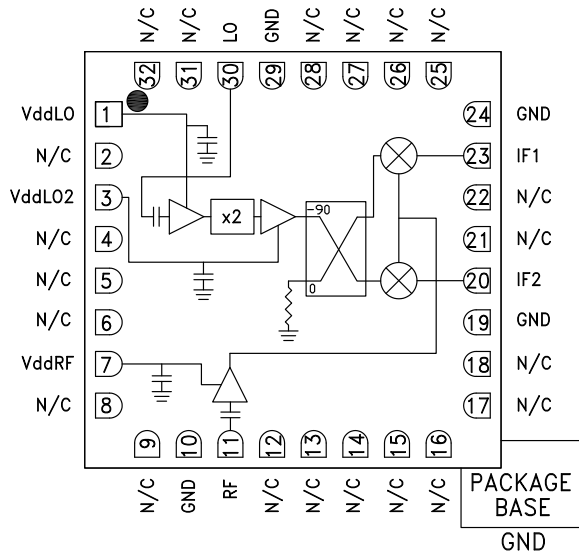 N/C N/C LO GND N/C N/C N/C N/C
32 31 30 29 28 27 26 25
VddLO 1
N/C 2
VddLO2 3
N/C 4
N/C 5
N/C 6
VddRF 7
N/C 8
x2
-90
0
24 GND
23 IF1
22 N/C
21 N/C
20 IF2
19 GND
18 N/C
17 N/C
9 10 11 12 13 14 15 16
N/C GND RF N/C N/C N/C N/C N/C
PACKAGE
BASE
GND